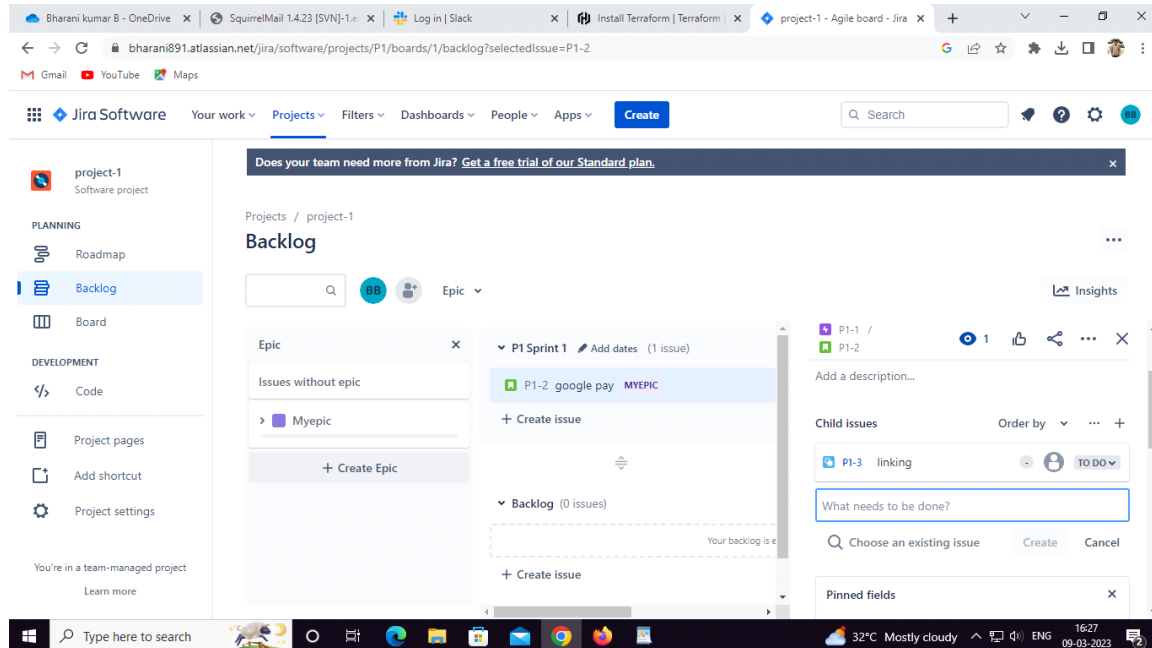 Bharani kumar B - OneDrive
SquirrelMail 1.4.23 [SVN]-1.e
Log in | Slack
Install Terraform | Terraform
project-1 - Agile board - Jira
bharani891.atlassian.net/jira/software/projects/P1/boards/1/backlog?selectedIssue=P1-2
Gmail YouTube Maps
Jira Software Your work Projects Filters Dashboards People Apps Create Search BB
Does your team need more from Jira? Get a free trial of our Standard plan.
project-1
Software project
PLANNING
Roadmap
Backlog
Board
DEVELOPMENT
Code
Project pages
Add shortcut
Project settings
You're in a team-managed project
Learn more
Projects / project-1
Backlog
BB Epic
Insights
Epic
Issues without epic
Myepic
+ Create Epic
P1 Sprint 1 Add dates (1 issue)
P1-2 google pay MYEPIC
+ Create issue
Backlog (0 issues)
Your backlog is e
+ Create issue
P1-1 /
P1-2
1
Add a description...
Child issues Order by
P1-3 linking - TO DO
What needs to be done?
Choose an existing issue Create Cancel
Pinned fields
Type here to search
32°C Mostly cloudy ENG
16:27
09-03-2023
2